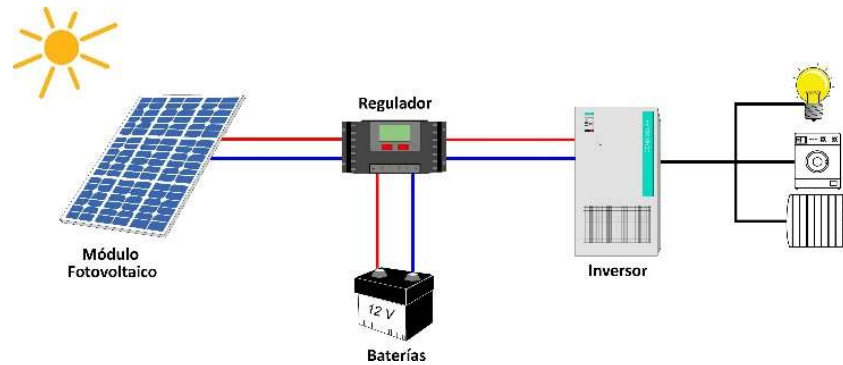 Regulador
Módulo
Fotovoltaico
Inversor
12 V
Baterías